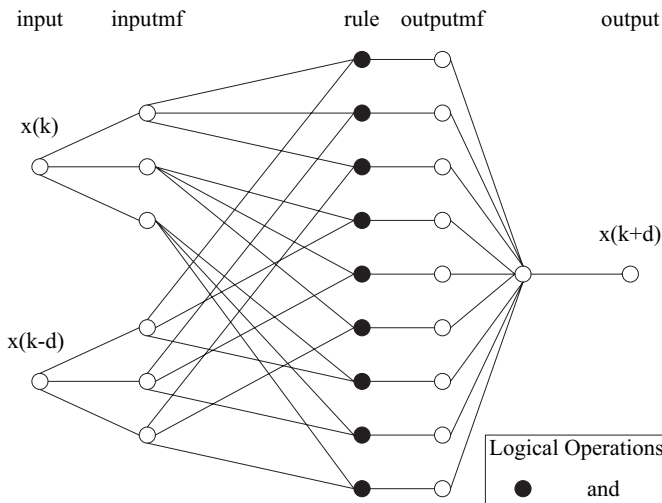 input inputmf rule outputmf output
x(k)
x(k+d)
x(k-d)
Logical Operations
and